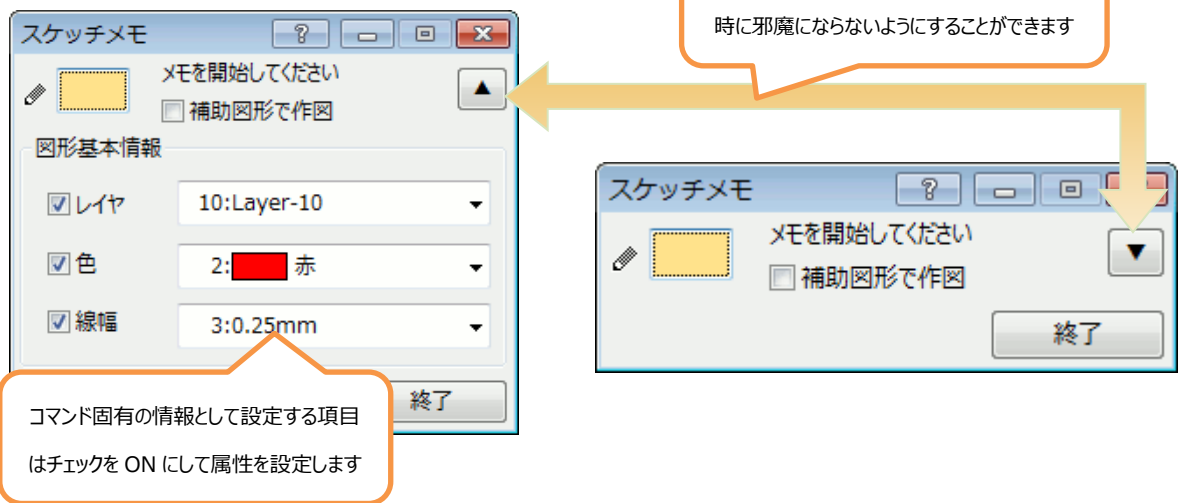 時に邪魔にならないようにすることができます
スケッチメモ
メモを開始してください
▲
補助図形で作図
図形基本情報
レイヤ 10:Layer-10
色 2: 赤
線幅 3:0.25mm
終了
コマンド固有の情報として設定する項目
はチェックを ON にして属性を設定します
スケッチメモ
メモを開始してください
▼
補助図形で作図
終了